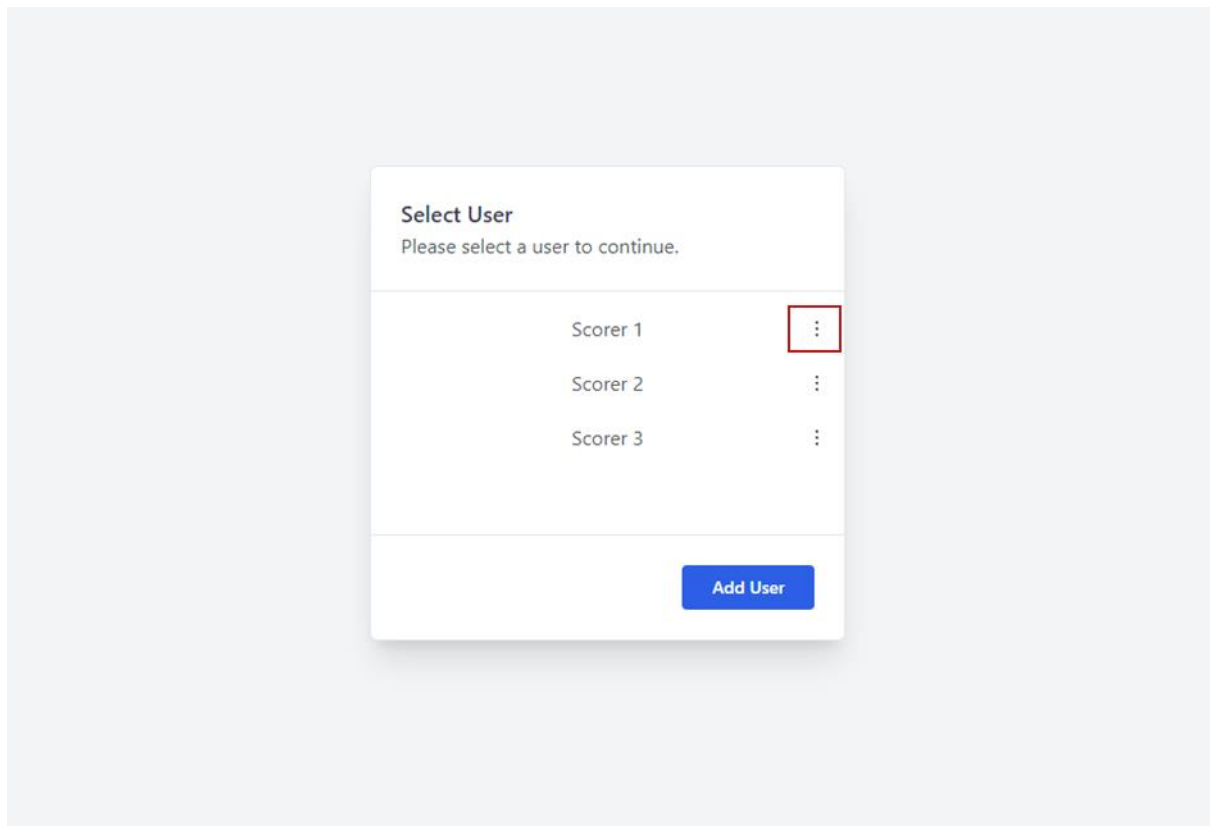 Select User
Please select a user to continue.
Scorer 1
Scorer 2
Scorer 3
Add User